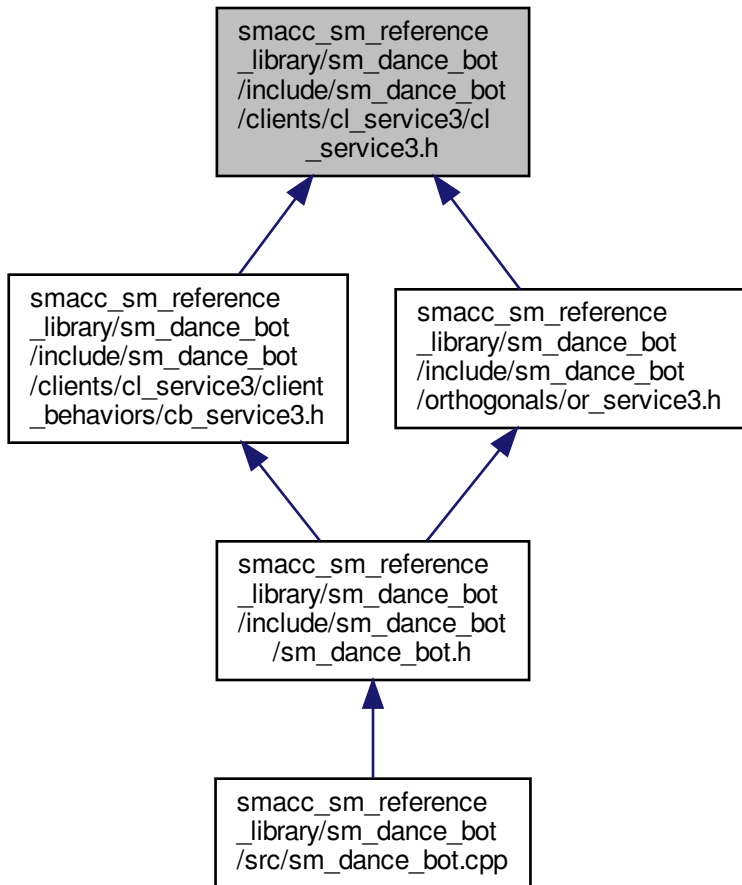 smacc_sm_reference
_library/sm_dance_bot
/include/sm_dance_bot
/clients/cl_service3/cl
_service3.h
smacc_sm_reference
_library/sm_dance_bot
/include/sm_dance_bot
/clients/cl_service3/client
_behaviors/cb_service3.h
smacc_sm_reference
_library/sm_dance_bot
/include/sm_dance_bot
/orthogonals/or_service3.h
smacc_sm_reference
_library/sm_dance_bot
/include/sm_dance_bot
/sm_dance_bot.h
smacc_sm_reference
_library/sm_dance_bot
/src/sm_dance_bot.cpp